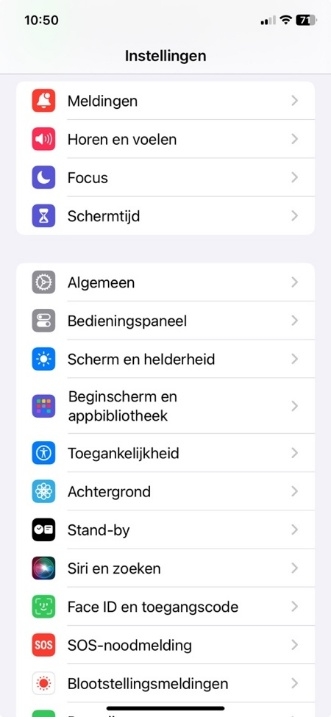 10:50
71
Instellingen
Meldingen
Horen en voelen
Focus
Schermtijd
Algemeen
Bedieningspaneel
Scherm en helderheid
Beginscherm en
appbibliotheek
Toegankelijkheid
Achtergrond
Stand-by
Siri en zoeken
Face ID en toegangscode
SOS SOS-noodmelding
Blootstellingsmeldingen